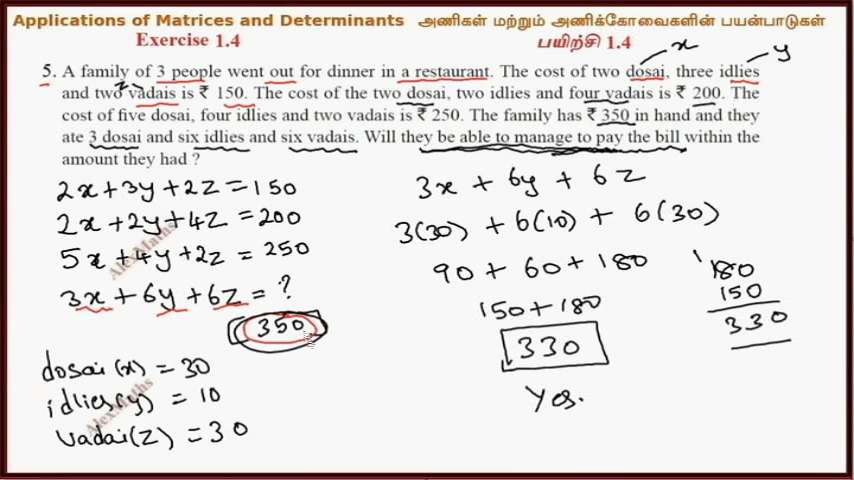 Applications of Matrices and Determinants அணிகள் மற்றும் அணிக்கோவைகளின் பயன்பாடுகள்
Exercise 1.4 பயிற்சி 1.4
x
y
5. A family of 3 people went out for dinner in a restaurant. The cost of two dosai, three idlies
z
and two vadais is ₹ 150. The cost of the two dosai, two idlies and four vadais is ₹ 200. The
cost of five dosai, four idlies and two vadais is ₹ 250. The family has ₹ 350 in hand and they
ate 3 dosai and six idlies and six vadais. Will they be able to manage to pay the bill within the
amount they had ?
2x+3y+2z=150
2x+2y+4z=200
5x+4y+2z=250
3x+6y+6z=?
350
dosai(x)=30
idlies(y)=10
vadai(z)=30
3x+6y+6z
3(30)+6(10)+6(30)
90+60+180
150+180
330
Yes.
1
180
150
330
AlexMaths
AlexMaths